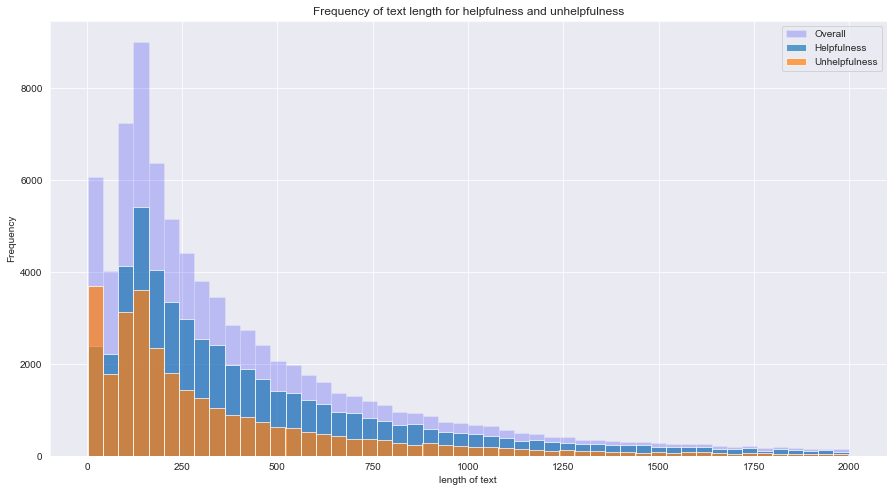 Frequency of text length for helpfulness and unhelpfulness
Overall
Helpfulness
Unhelpfulness
8000
6000
4000
2000
0
Frequency
0 250 500 750 1000 1250 1500 1750 2000
length of text